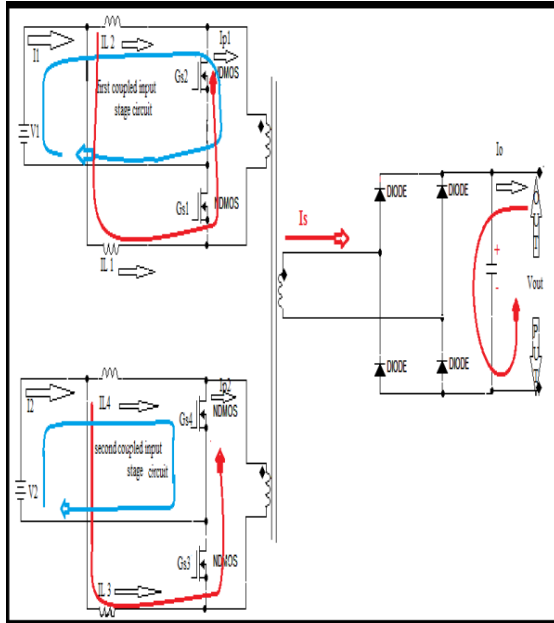 IL 2
Ip1
I1
Gs2
NDMOS
first coupled input
stage circuit
V1
Gs1
NDMOS
IL 1
Is
DIODE
DIODE
Io
+
-
Vout
DIODE
DIODE
I2
IL4
Ip2
NDMOS
Gs4
second coupled input
stage circuit
V2
Gs3
NDMOS
IL 3